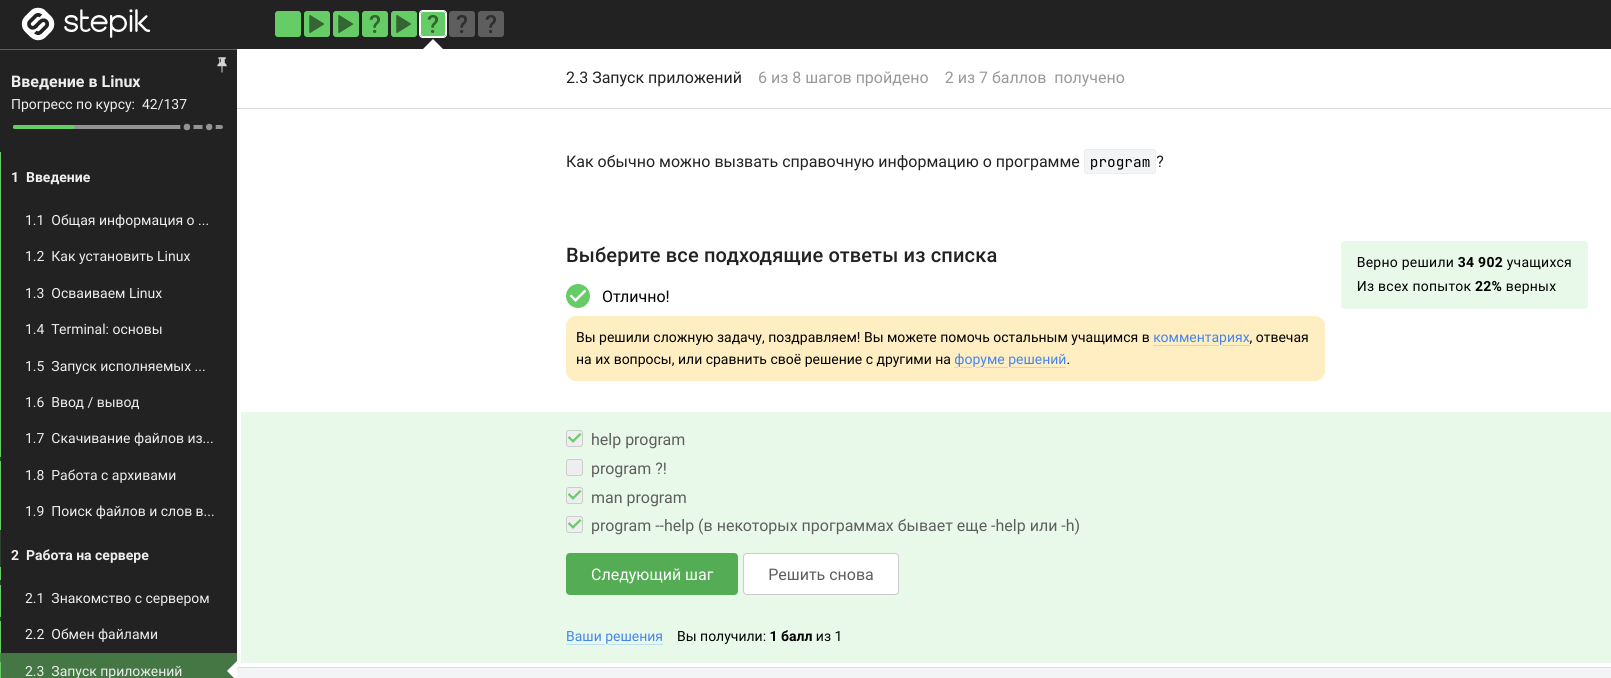 stepik
? ? ? ?
Введение в Linux
Прогресс по курсу: 42/137
1 Введение
1.1 Общая информация о ...
1.2 Как установить Linux
1.3 Осваиваем Linux
1.4 Terminal: основы
1.5 Запуск исполняемых ...
1.6 Ввод / вывод
1.7 Скачивание файлов из...
1.8 Работа с архивами
1.9 Поиск файлов и слов в...
2 Работа на сервере
2.1 Знакомство с сервером
2.2 Обмен файлами
2.3 Запуск приложений
2.3 Запуск приложений 6 из 8 шагов пройдено 2 из 7 баллов получено
Как обычно можно вызвать справочную информацию о программе program?
Выберите все подходящие ответы из списка
Отлично!
Вы решили сложную задачу, поздравляем! Вы можете помочь остальным учащимся в комментариях, отвечая
на их вопросы, или сравнить своё решение с другими на форуме решений.
Верно решили 34 902 учащихся
Из всех попыток 22% верных
help program
program ?!
man program
program --help (в некоторых программах бывает еще -help или -h)
Следующий шаг
Решить снова
Ваши решения Вы получили: 1 балл из 1